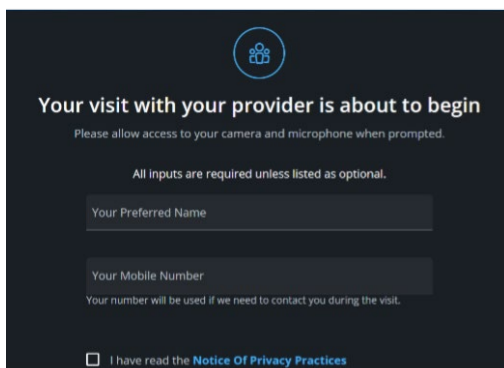 Your visit with your provider is about to begin
Please allow access to your camera and microphone when prompted.
All inputs are required unless listed as optional.
Your Preferred Name
Your Mobile Number
Your number will be used if we need to contact you during the visit.
I have read the Notice Of Privacy Practices